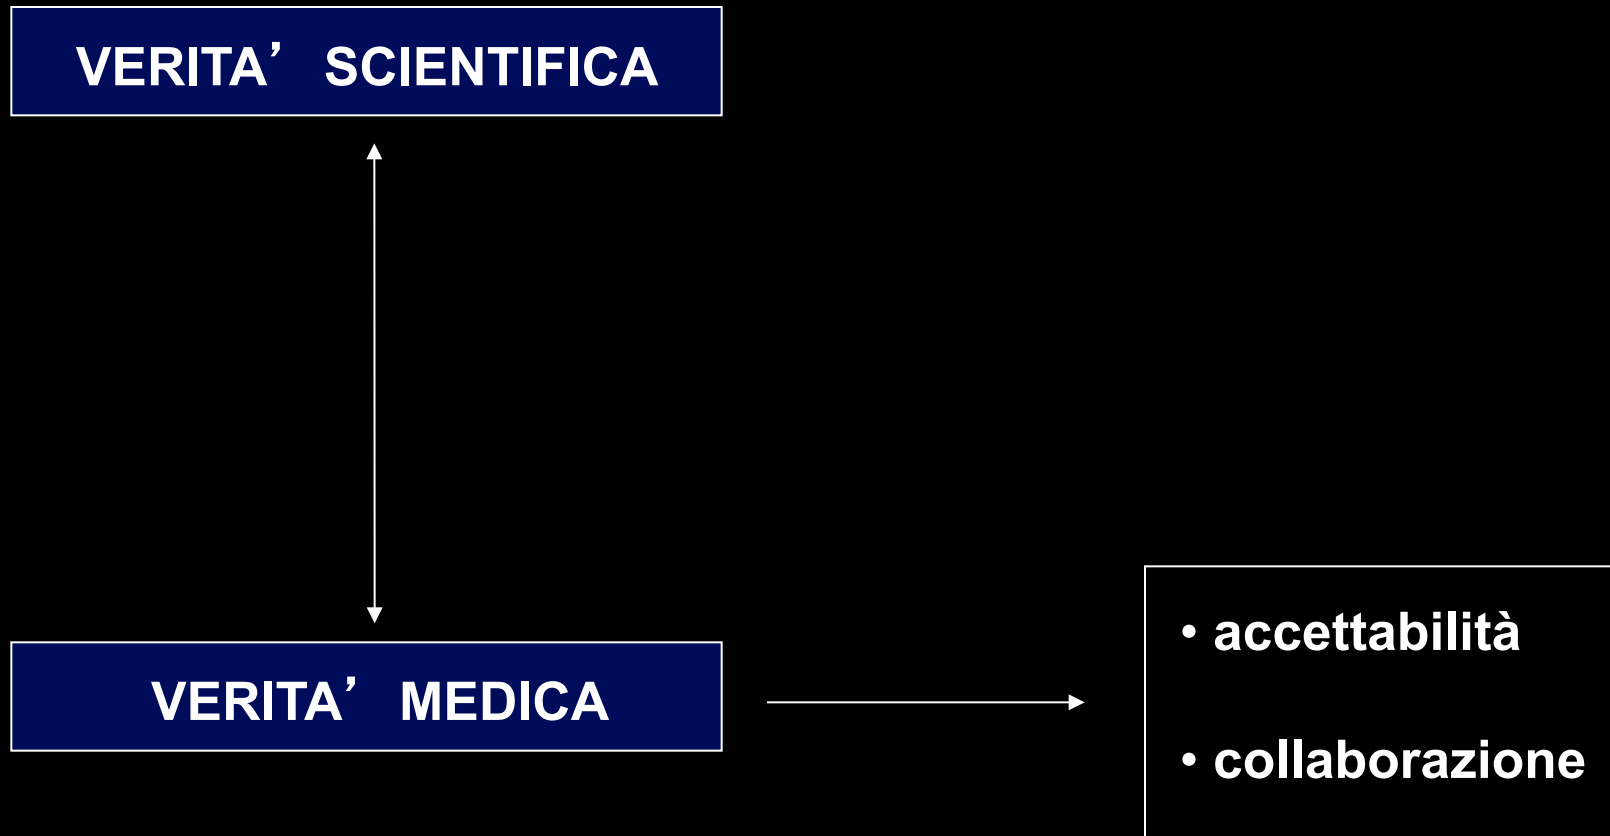 VERITA’ SCIENTIFICA
VERITA’ MEDICA
• accettabilità
• collaborazione